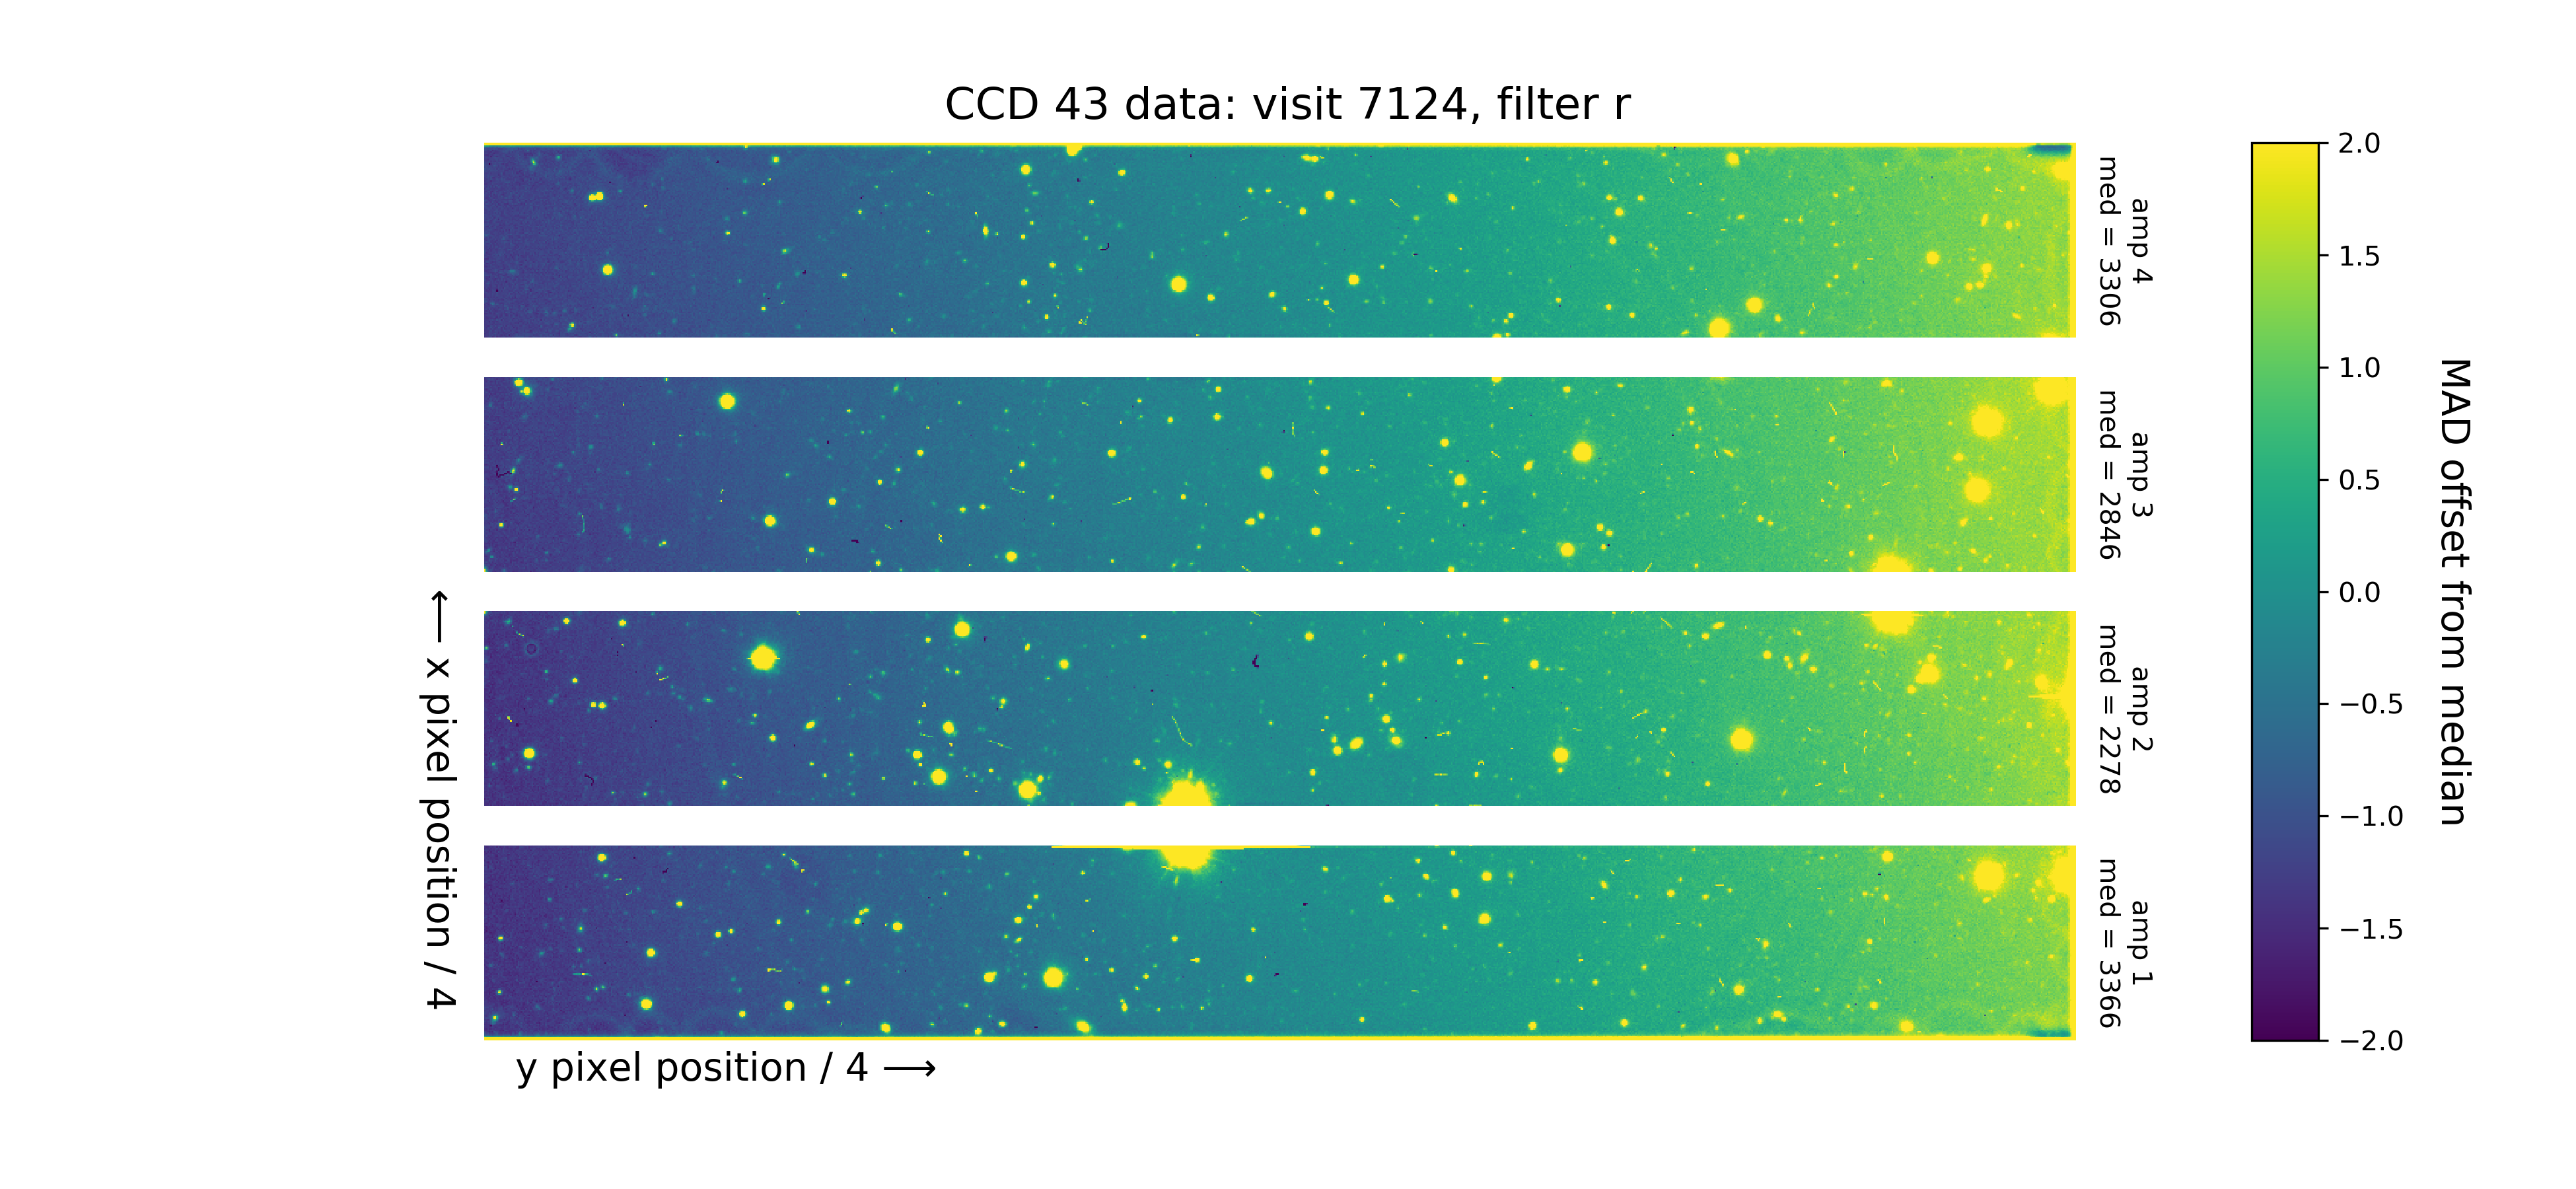 CCD 43 data: visit 7124, filter r
amp 4
med = 3306
amp 3
med = 2846
amp 2
med = 2278
amp 1
med = 3366
⟵ x pixel position / 4
y pixel position / 4 ⟶
2.0
1.5
1.0
0.5
0.0
−0.5
−1.0
−1.5
−2.0
MAD offset from median